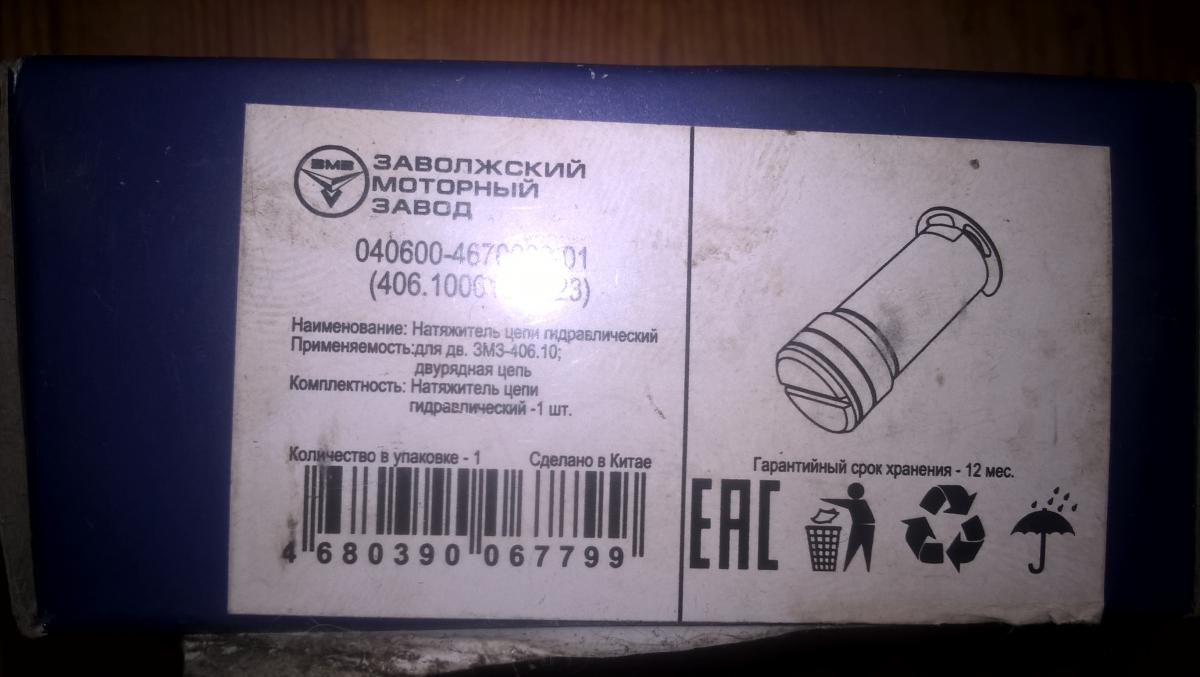 ЗМЗ
ЗАВОЛЖСКИЙ
МОТОРНЫЙ
ЗАВОД
Наименование: Натяжитель цепи гидравлический
Применяемость:для дв. ЗМЗ-406.10;
двурядная цепь
Комплектность: Натяжитель цепи
гидравлический -1 шт.
Количество в упаковке - 1
Сделано в Китае
4 680390 067799
Гарантийный срок хранения - 12 мес.
EAC